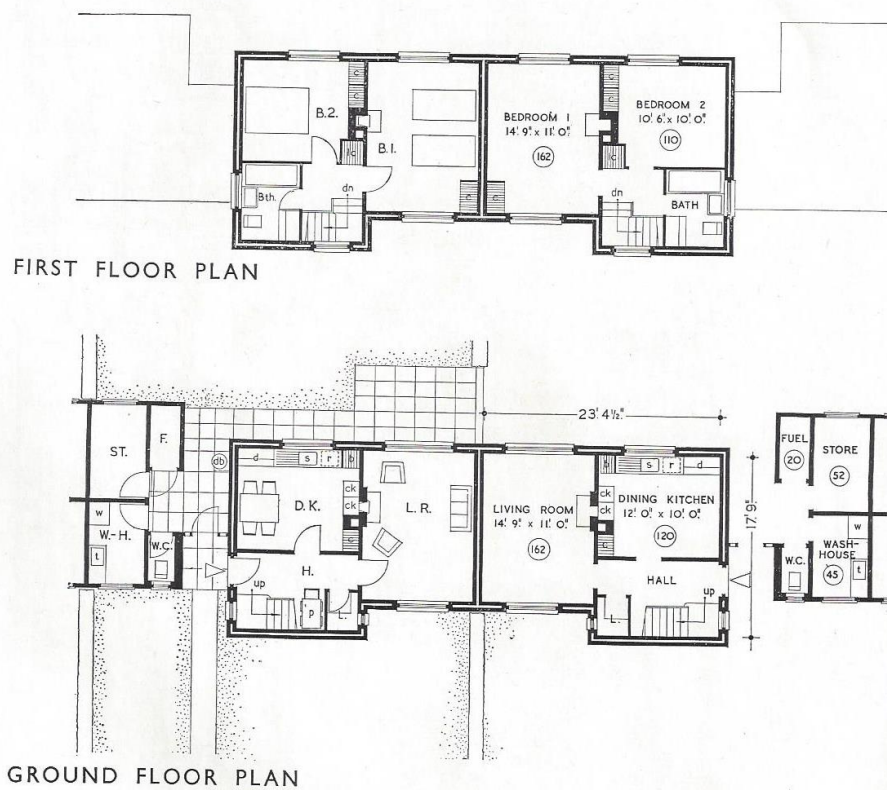 c
c
B.2.
B.1.
lc
Bth.
dn
c
BEDROOM 1
14'. 9". x 11'. 0".
162
c
c
c
BEDROOM 2
10'. 6". x 10'. 0".
110
lc
dn
BATH
FIRST FLOOR PLAN
23'. 4½".
ST.
F.
db
d
s
r
b
D.K.
ck
ck
c
L.R.
W.-H.
w
t
W.C.
H.
up
p
L.
LIVING ROOM
14'. 9". x 11'. 0".
162
b
s
r
d
ck
ck
c
DINING KITCHEN
12'. 0". x 10'. 0".
120
17'. 9".
HALL
up
L.
FUEL
20
STORE
52
W.C.
w
WASH-
HOUSE
45
t
GROUND FLOOR PLAN